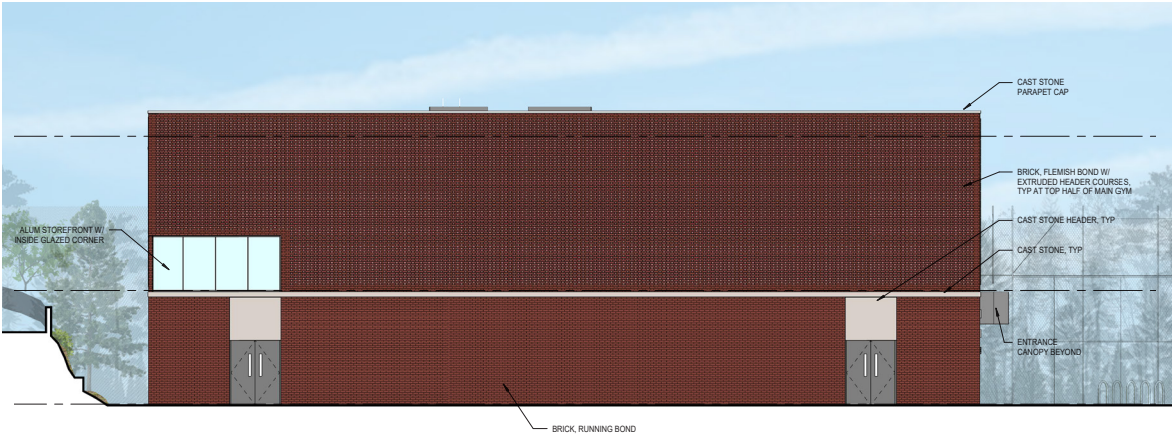 CAST STONE
PARAPET CAP
BRICK, FLEMISH BOND W/
EXTRUDED HEADER COURSES,
TYP AT TOP HALF OF MAIN GYM
CAST STONE HEADER, TYP
ALUM STOREFRONT W/
INSIDE GLAZED CORNER
CAST STONE, TYP
ENTRANCE
CANOPY BEYOND
BRICK, RUNNING BOND